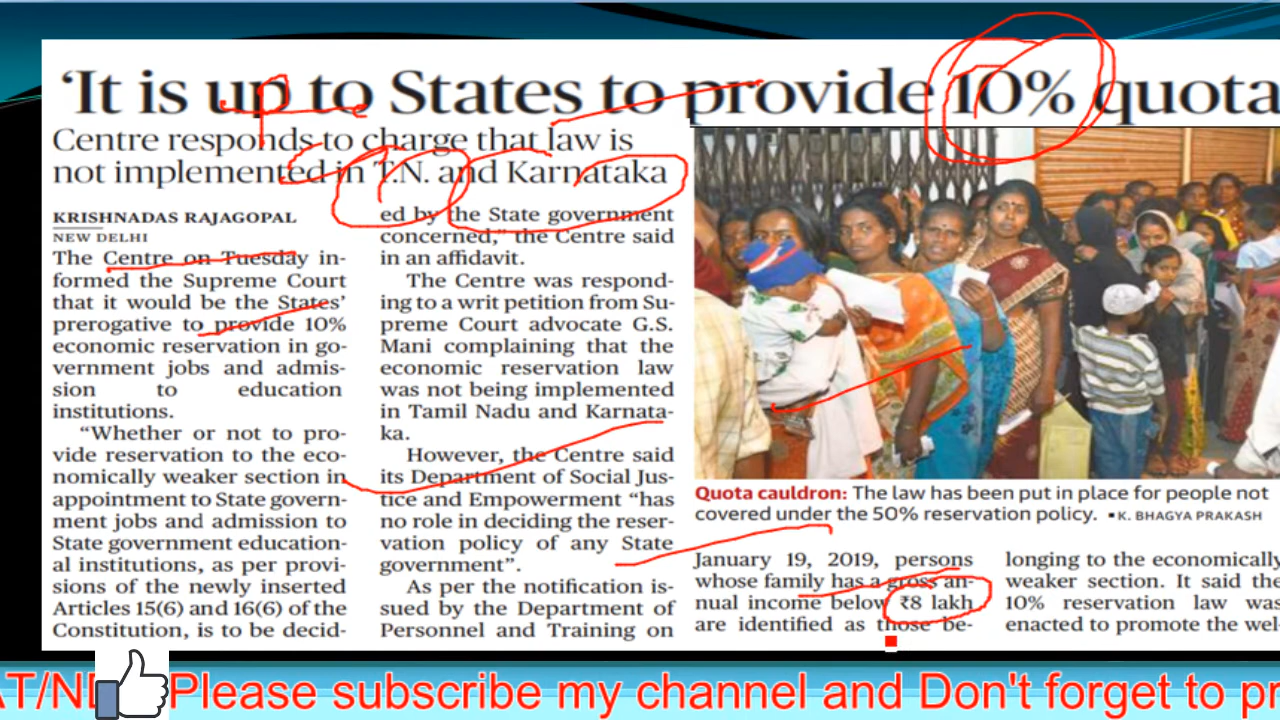 ‘It is up to States to provide 10% quota
Centre responds to charge that law is
not implemented in T.N. and Karnataka
KRISHNADAS RAJAGOPAL
NEW DELHI
The Centre on Tuesday in-
formed the Supreme Court
that it would be the States’
prerogative to provide 10%
economic reservation in go-
vernment jobs and admis-
sion to education
institutions.
“Whether or not to pro-
vide reservation to the eco-
nomically weaker section in
appointment to State govern-
ment jobs and admission to
State government education-
al institutions, as per provi-
sions of the newly inserted
Articles 15(6) and 16(6) of the
Constitution, is to be decid-
ed by the State government
concerned,” the Centre said
in an affidavit.
The Centre was respond-
ing to a writ petition from Su-
preme Court advocate G.S.
Mani complaining that the
economic reservation law
was not being implemented
in Tamil Nadu and Karnata-
ka.
However, the Centre said
its Department of Social Jus-
tice and Empowerment “has
no role in deciding the reser-
vation policy of any State
government”.
As per the notification is-
sued by the Department of
Personnel and Training on
Quota cauldron: The law has been put in place for people not
covered under the 50% reservation policy. ▪K. BHAGYA PRAKASH
January 19, 2019, persons
whose family has a gross an-
nual income below ₹8 lakh
are identified as those be-
longing to the economically
weaker section. It said the
10% reservation law was
enacted to promote the wel-
AT/N Please subscribe my channel and Don't forget to pr